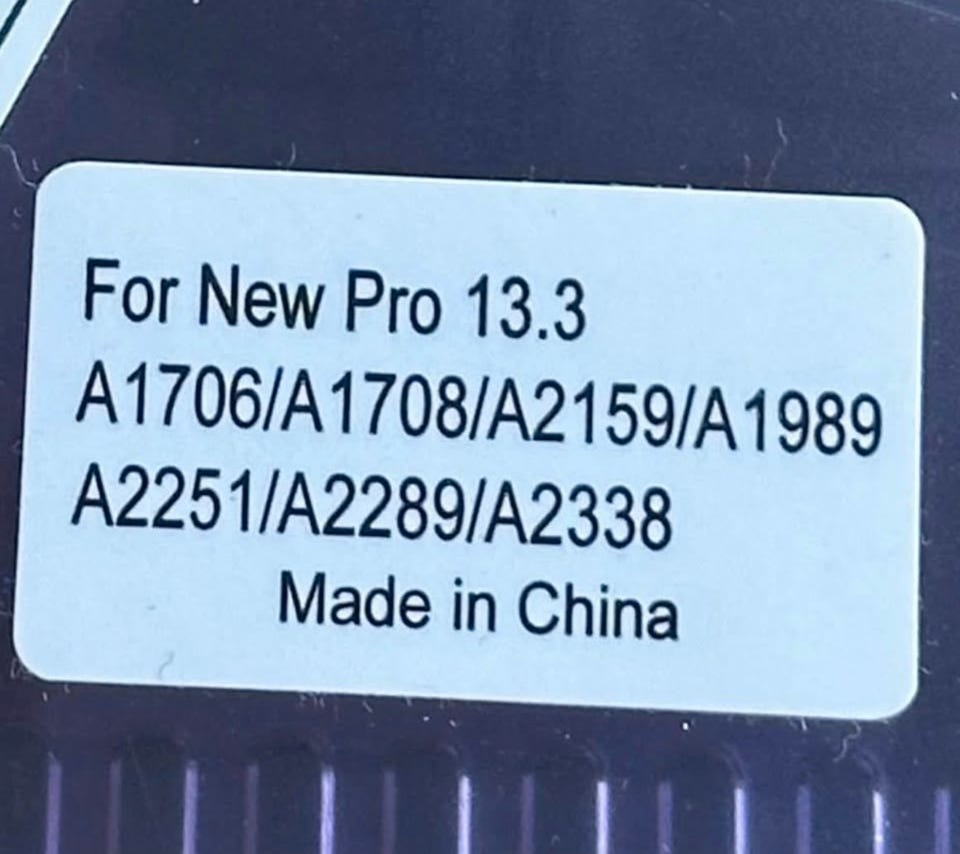 For New Pro 13.3
A1706/A1708/A2159/A1989
A2251/A2289/A2338
Made in China